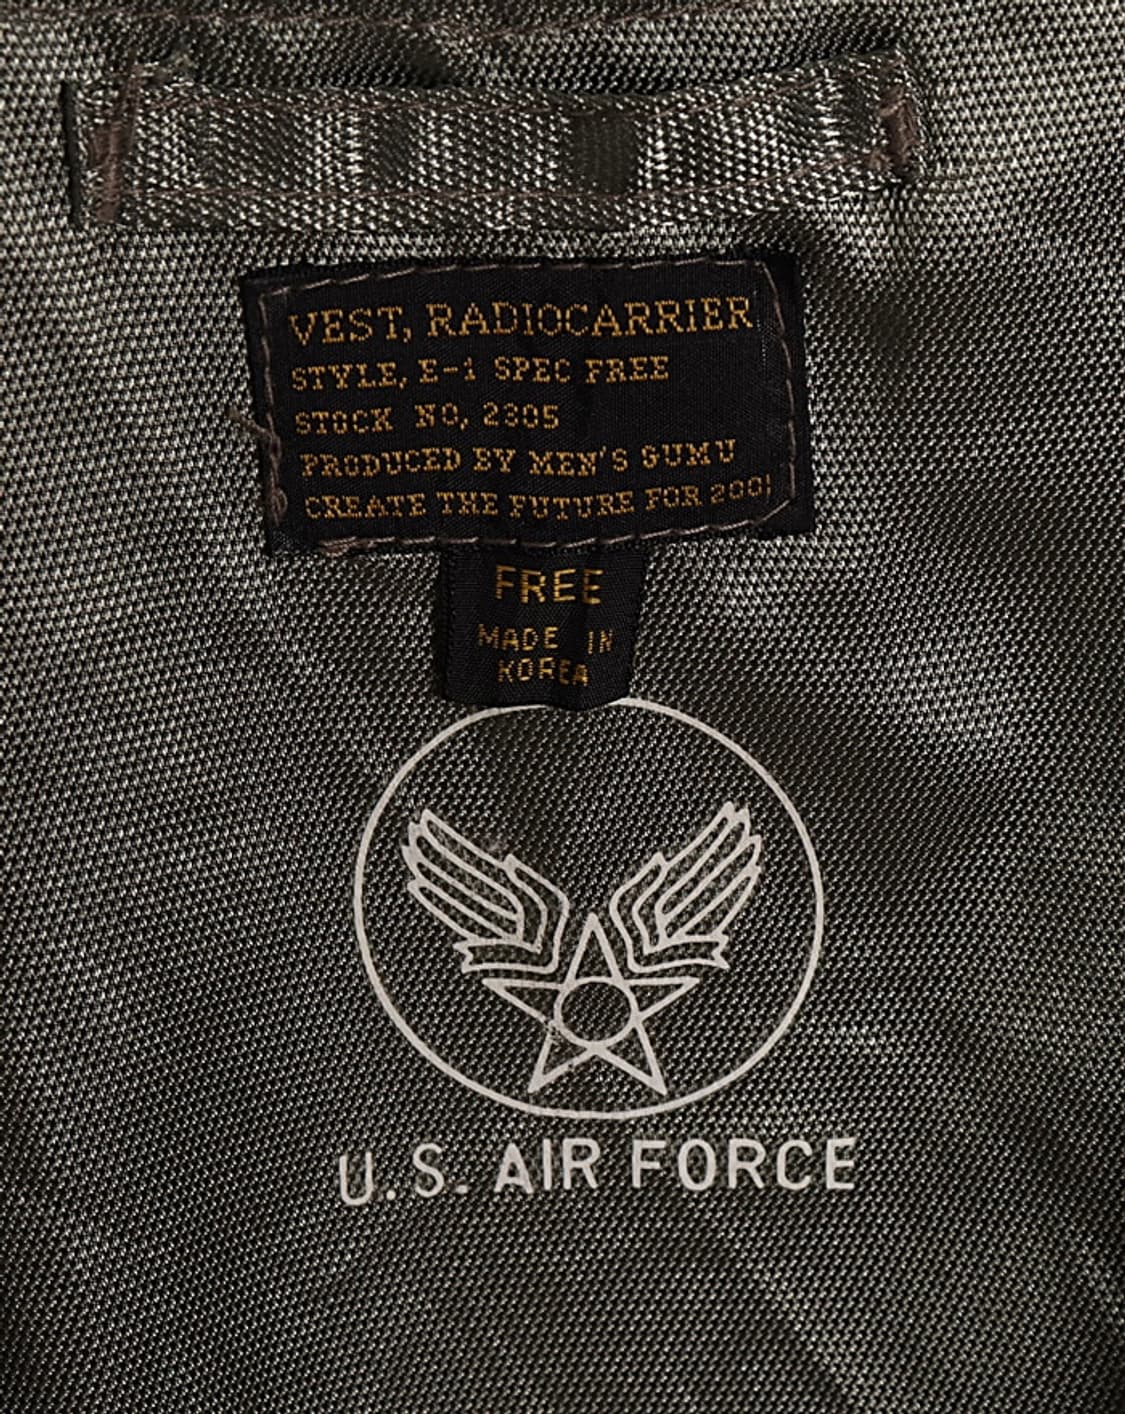 VEST, RADIOCARRIER
STYLE, E-1 SPEC FREE
STOCK NO, 2305
PRODUCED BY MEN'S GUMU
CREATE THE FUTURE FOR 2001
FREE
MADE IN
KOREA
U.S. AIR FORCE